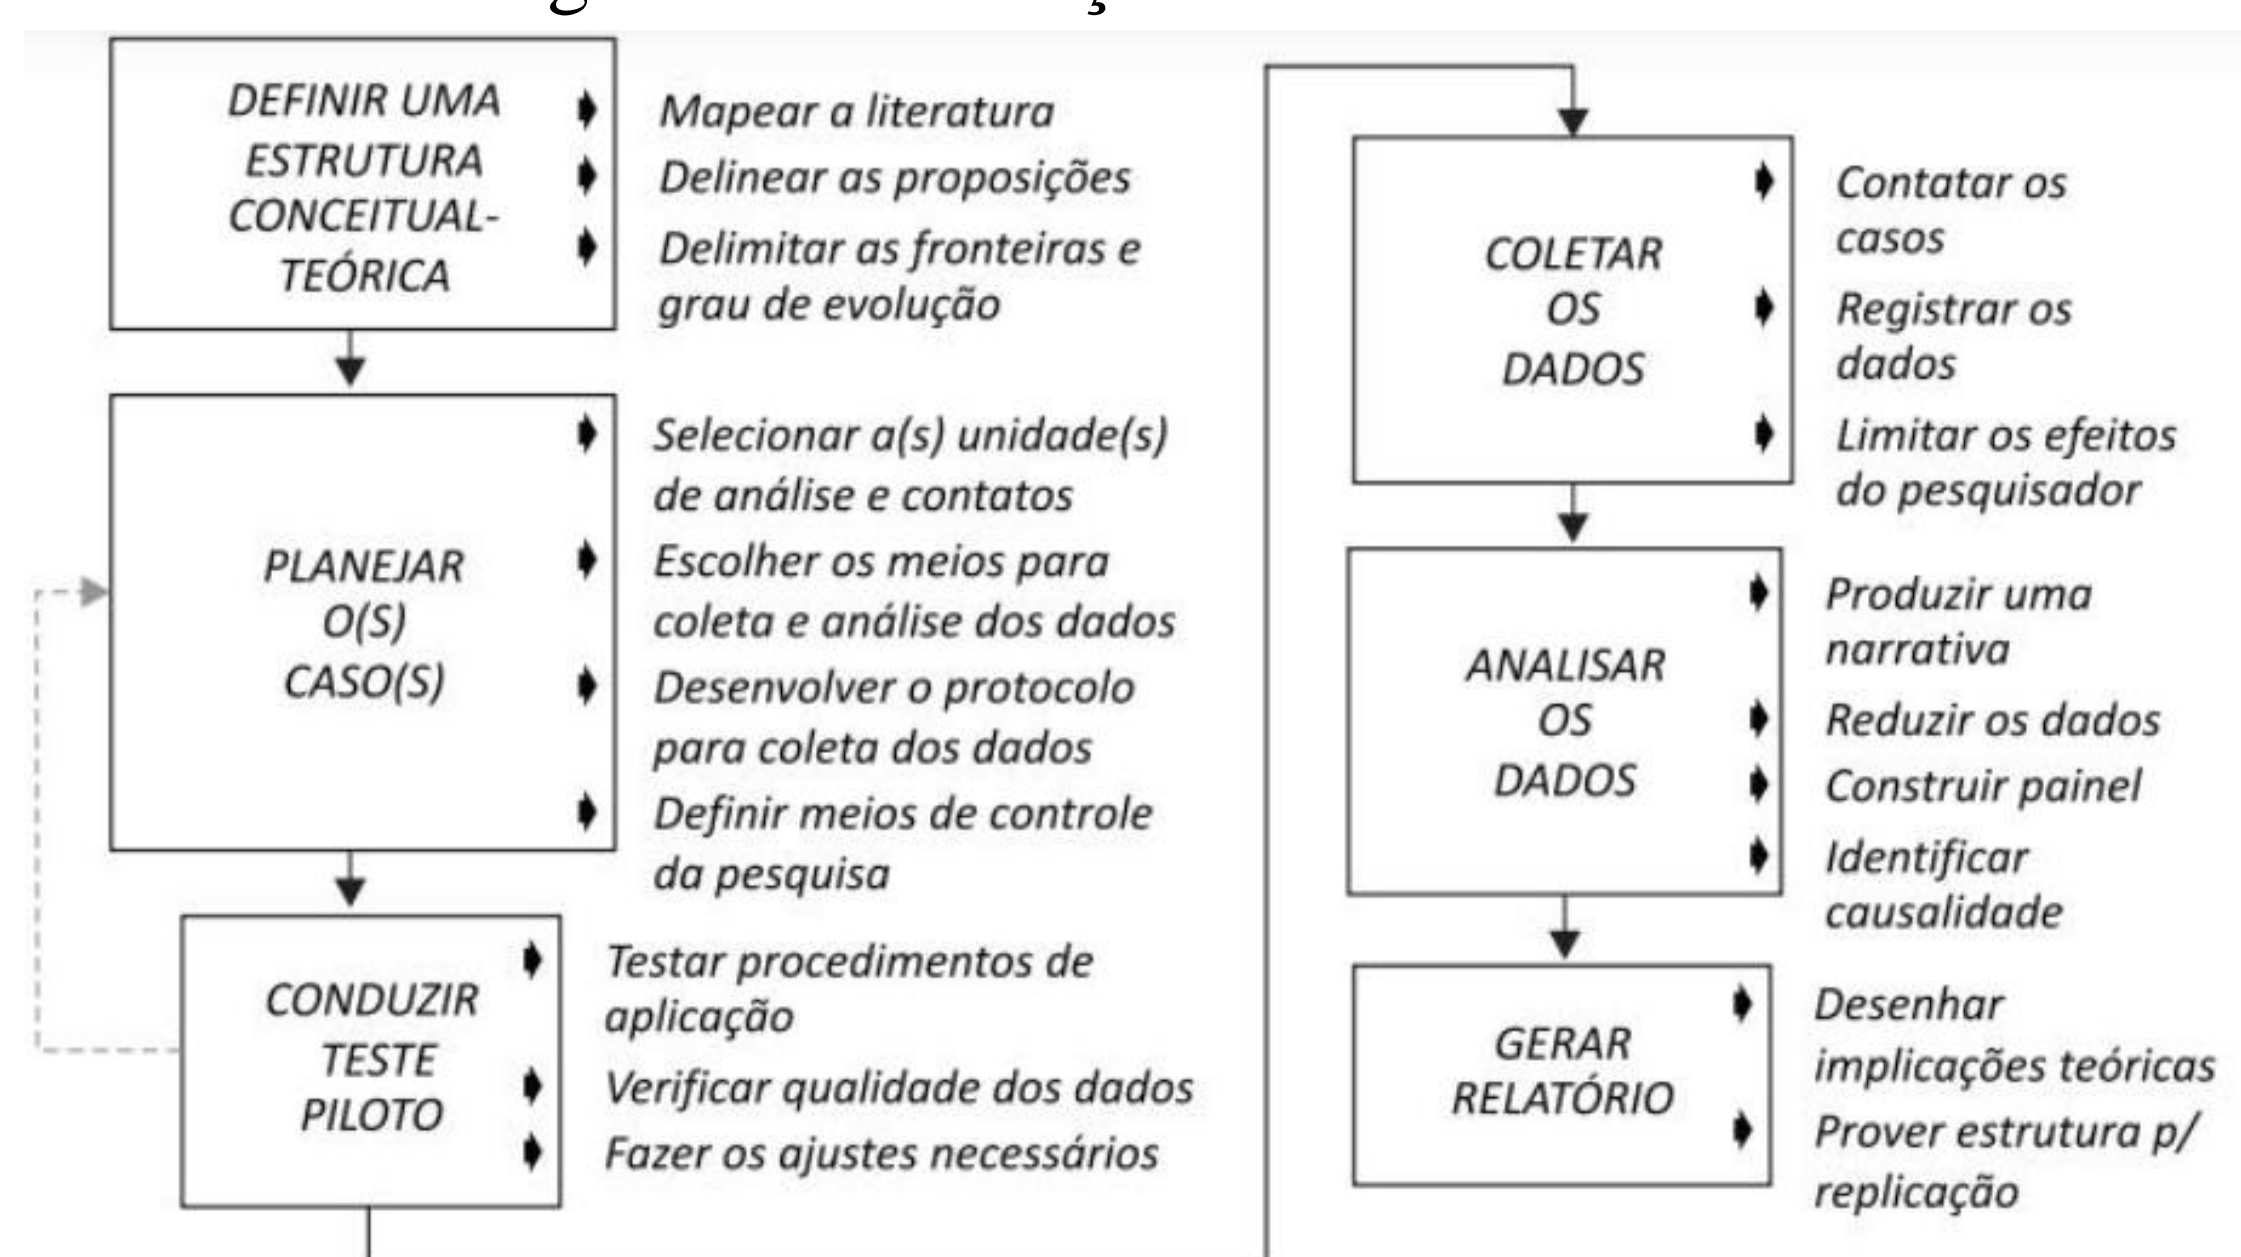 DEFINIR UMA
ESTRUTURA
CONCEITUAL-
TEÓRICA
Mapear a literatura
Delinear as proposições
Delimitar as fronteiras e
grau de evolução
PLANEJAR
O(S)
CASO(S)
Selecionar a(s) unidade(s)
de análise e contatos
Escolher os meios para
coleta e análise dos dados
Desenvolver o protocolo
para coleta dos dados
Definir meios de controle
da pesquisa
CONDUZIR
TESTE
PILOTO
Testar procedimentos de
aplicação
Verificar qualidade dos dados
Fazer os ajustes necessários
COLETAR
OS
DADOS
Contatar os
casos
Registrar os
dados
Limitar os efeitos
do pesquisador
ANALISAR
OS
DADOS
Produzir uma
narrativa
Reduzir os dados
Construir painel
Identificar
causalidade
GERAR
RELATÓRIO
Desenhar
implicações teóricas
Prover estrutura p/
replicação